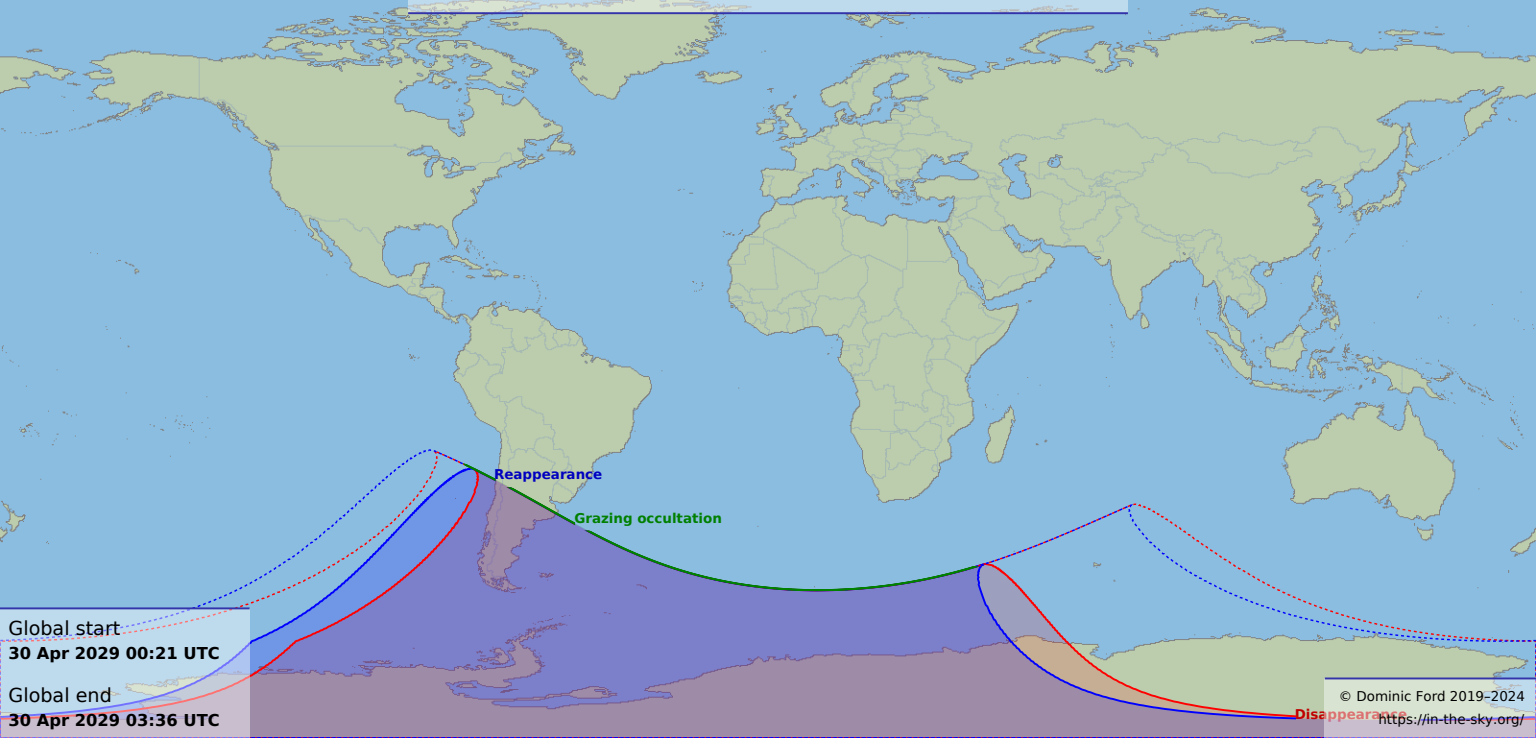 Reappearance
Grazing occultation
Global start
30 Apr 2029 00:21 UTC
Global end
30 Apr 2029 03:36 UTC
Disappearance
© Dominic Ford 2019–2024
https://in-the-sky.org/